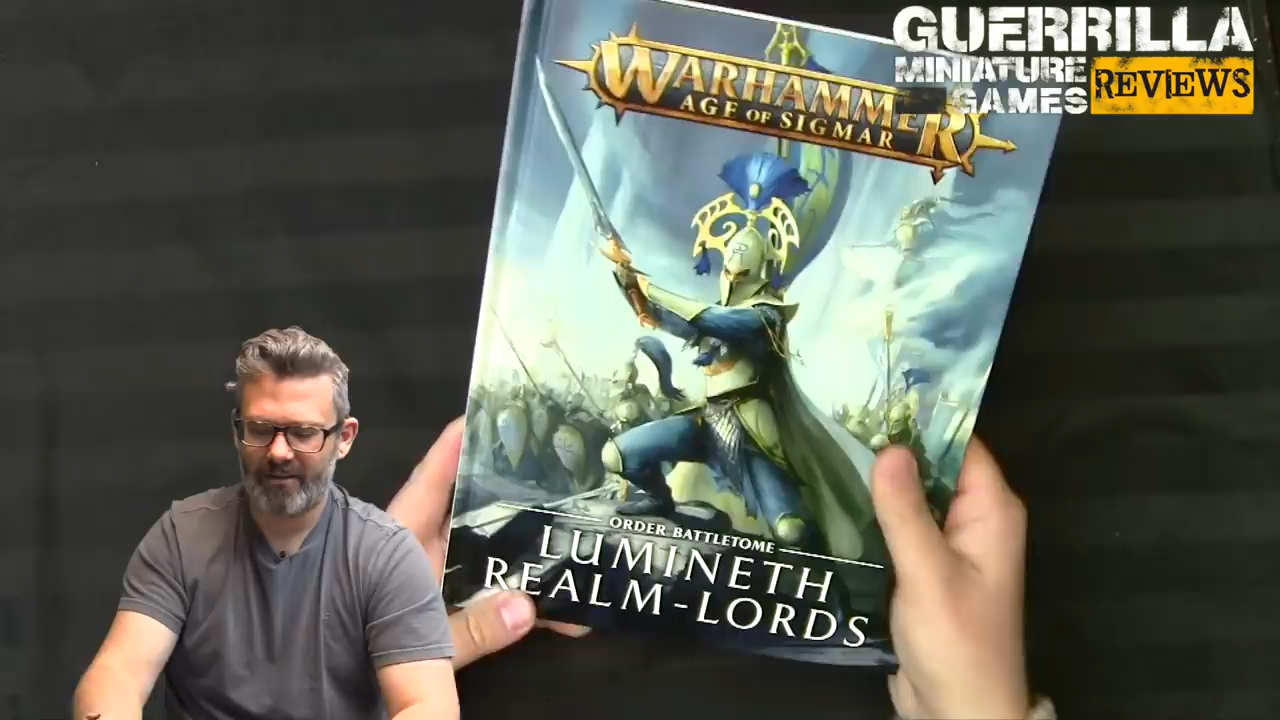 GUERRILLA
MINIATURE
GAMES
REVIEWS
WARHAMMER
AGE OF SIGMAR
ORDER BATTLETOME
LUMINETH
REALM-LORDS